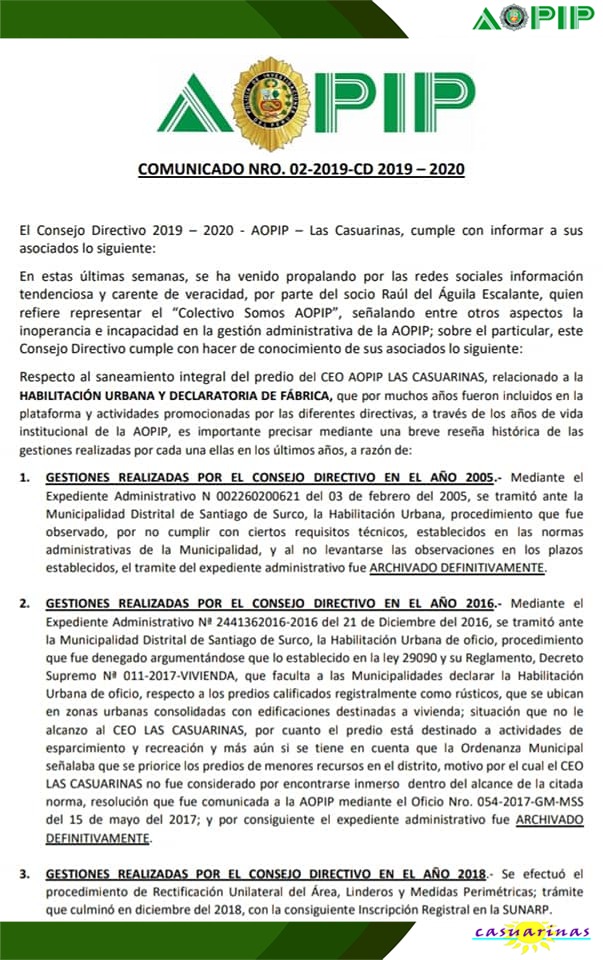 AOPIP
AOPIP
COMUNICADO NRO. 02-2019-CD 2019 – 2020
El Consejo Directivo 2019 – 2020 - AOPIP – Las Casuarinas, cumple con informar a sus
asociados lo siguiente:
En estas últimas semanas, se ha venido propalando por las redes sociales información
tendenciosa y carente de veracidad, por parte del socio Raúl del Águila Escalante, quien
refiere representar el “Colectivo Somos AOPIP”, señalando entre otros aspectos la
inoperancia e incapacidad en la gestión administrativa de la AOPIP; sobre el particular, este
Consejo Directivo cumple con hacer de conocimiento de sus asociados lo siguiente:
Respecto al saneamiento integral del predio del CEO AOPIP LAS CASUARINAS, relacionado a la
HABILITACIÓN URBANA Y DECLARATORIA DE FÁBRICA, que por muchos años fueron incluidos en la
plataforma y actividades promocionadas por las diferentes directivas, a través de los años de vida
institucional de la AOPIP, es importante precisar mediante una breve reseña histórica de las
gestiones realizadas por cada una ellas en los últimos años, a razón de:
1. GESTIONES REALIZADAS POR EL CONSEJO DIRECTIVO EN EL AÑO 2005.- Mediante el
Expediente Administrativo N 002260200621 del 03 de febrero del 2005, se tramitó ante la
Municipalidad Distrital de Santiago de Surco, la Habilitación Urbana, procedimiento que fue
observado, por no cumplir con ciertos requisitos técnicos, establecidos en las normas
administrativas de la Municipalidad, y al no levantarse las observaciones en los plazos
establecidos, el tramite del expediente administrativo fue ARCHIVADO DEFINITIVAMENTE.
2. GESTIONES REALIZADAS POR EL CONSEJO DIRECTIVO EN EL AÑO 2016.- Mediante el
Expediente Administrativo Nª 2441362016-2016 del 21 de Diciembre del 2016, se tramitó ante
la Municipalidad Distrital de Santiago de Surco, la Habilitación Urbana de oficio, procedimiento
que fue denegado argumentándose que lo establecido en la ley 29090 y su Reglamento, Decreto
Supremo Nª 011-2017-VIVIENDA, que faculta a las Municipalidades declarar la Habilitación
Urbana de oficio, respecto a los predios calificados registralmente como rústicos, que se ubican
en zonas urbanas consolidadas con edificaciones destinadas a vivienda; situación que no le
alcanzo al CEO LAS CASUARINAS, por cuanto el predio está destinado a actividades de
esparcimiento y recreación y más aún si se tiene en cuenta que la Ordenanza Municipal
señalaba que se priorice los predios de menores recursos en el distrito, motivo por el cual el CEO
LAS CASUARINAS no fue considerado por encontrarse inmerso dentro del alcance de la citada
norma, resolución que fue comunicada a la AOPIP mediante el Oficio Nro. 054-2017-GM-MSS
del 15 de mayo del 2017; y por consiguiente el expediente administrativo fue ARCHIVADO
DEFINITIVAMENTE.
3. GESTIONES REALIZADAS POR EL CONSEJO DIRECTIVO EN EL AÑO 2018.- Se efectuó el
procedimiento de Rectificación Unilateral del Área, Linderos y Medidas Perimétricas; trámite
que culminó en diciembre del 2018, con la consiguiente Inscripción Registral en la SUNARP.
casuarinas